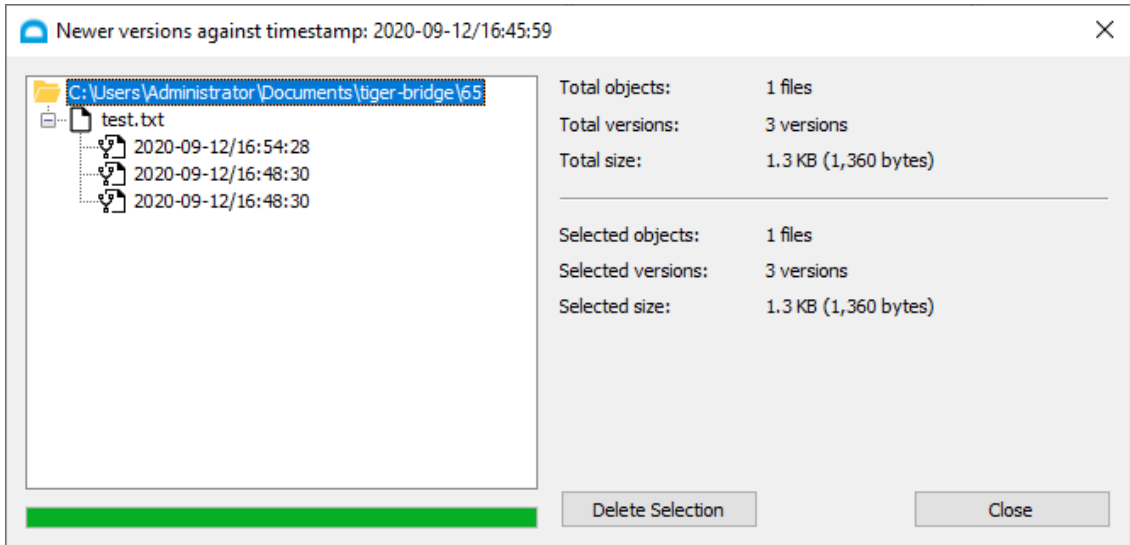 Newer versions against timestamp: 2020-09-12/16:45:59
C:\Users\Administrator\Documents\tiger-bridge\65
test.txt
2020-09-12/16:54:28
2020-09-12/16:48:30
2020-09-12/16:48:30
Total objects: 1 files
Total versions: 3 versions
Total size: 1.3 KB (1,360 bytes)
Selected objects: 1 files
Selected versions: 3 versions
Selected size: 1.3 KB (1,360 bytes)
Delete Selection
Close